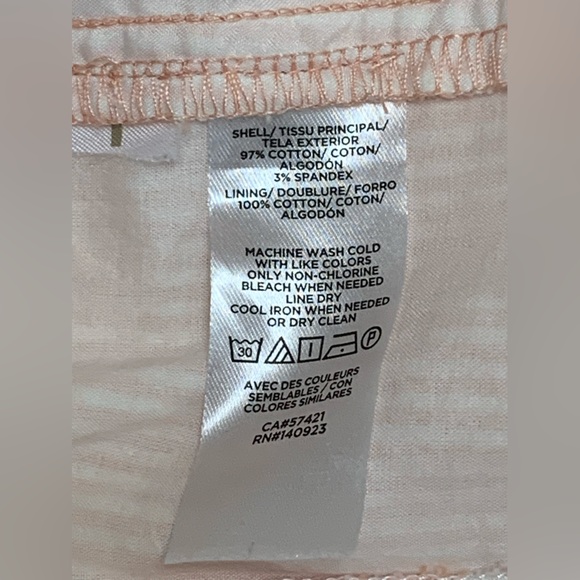 SHELL/ TISSU PRINCIPAL/
TELA EXTERIOR
97% COTTON/ COTON/
ALGODÓN
3% SPANDEX
LINING/ DOUBLURE/ FORRO
100% COTTON/ COTON/
ALGODÓN
MACHINE WASH COLD
WITH LIKE COLORS
ONLY NON-CHLORINE
BLEACH WHEN NEEDED
LINE DRY
COOL IRON WHEN NEEDED
OR DRY CLEAN
30 P
AVEC DES COULEURS
SEMBLABLES / CON
COLORES SIMILARES
CA#57421
RN#140923